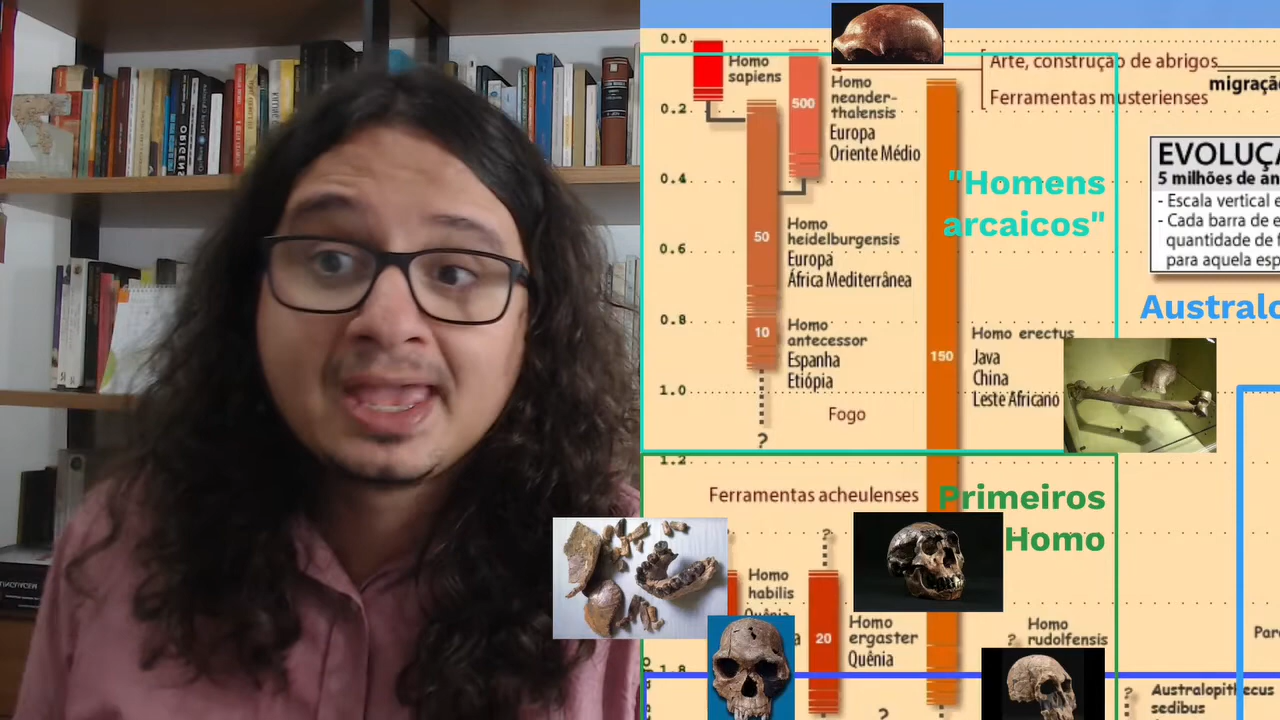 0.0
Homo
sapiens
Homo
neander-
thalensis
Europa
Oriente Médio
500
Arte, construção de abrigos
migração
Ferramentas musterienses
0.2
0.4
"Homens
arcaicos"
EVOLUÇÃ
5 milhões de an
- Escala vertical e
- Cada barra de e
quantidade de f
para aquela esp
50
Homo
heidelburgensis
Europa
África Mediterrânea
0.6
Australo
0.8
10
Homo
antecessor
Espanha
Etiópia
150
Homo erectus
Java
China
Leste Africano
1.0
Fogo
?
1.2
Ferramentas acheulenses
Primeiros
Homo
?
Homo
habilis
Quênia
20
Homo
ergaster
Quênia
?
Homo
rudolfensis
Par
1.8
?
?
Australopithecus
sedibus